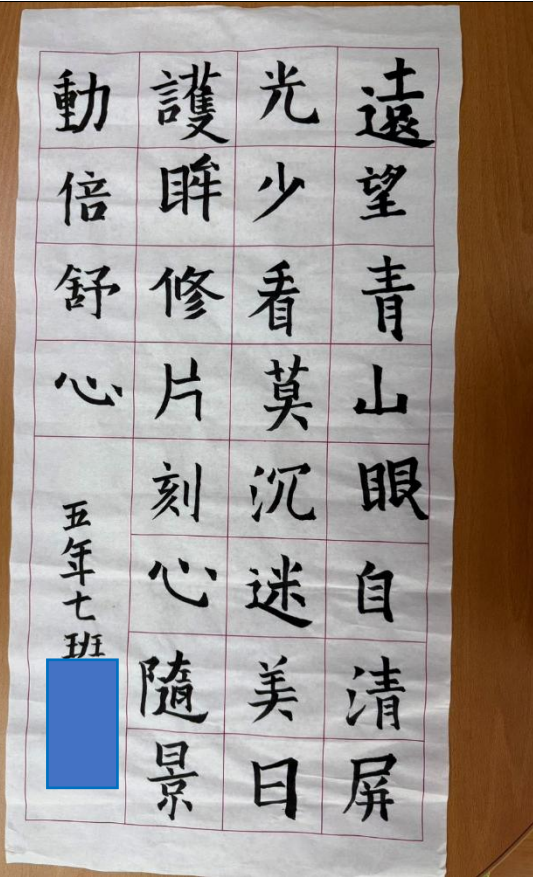 遠望青山眼自清屏
光少看莫沉迷美日
護眸修片刻心隨景
動倍舒心
五年七班